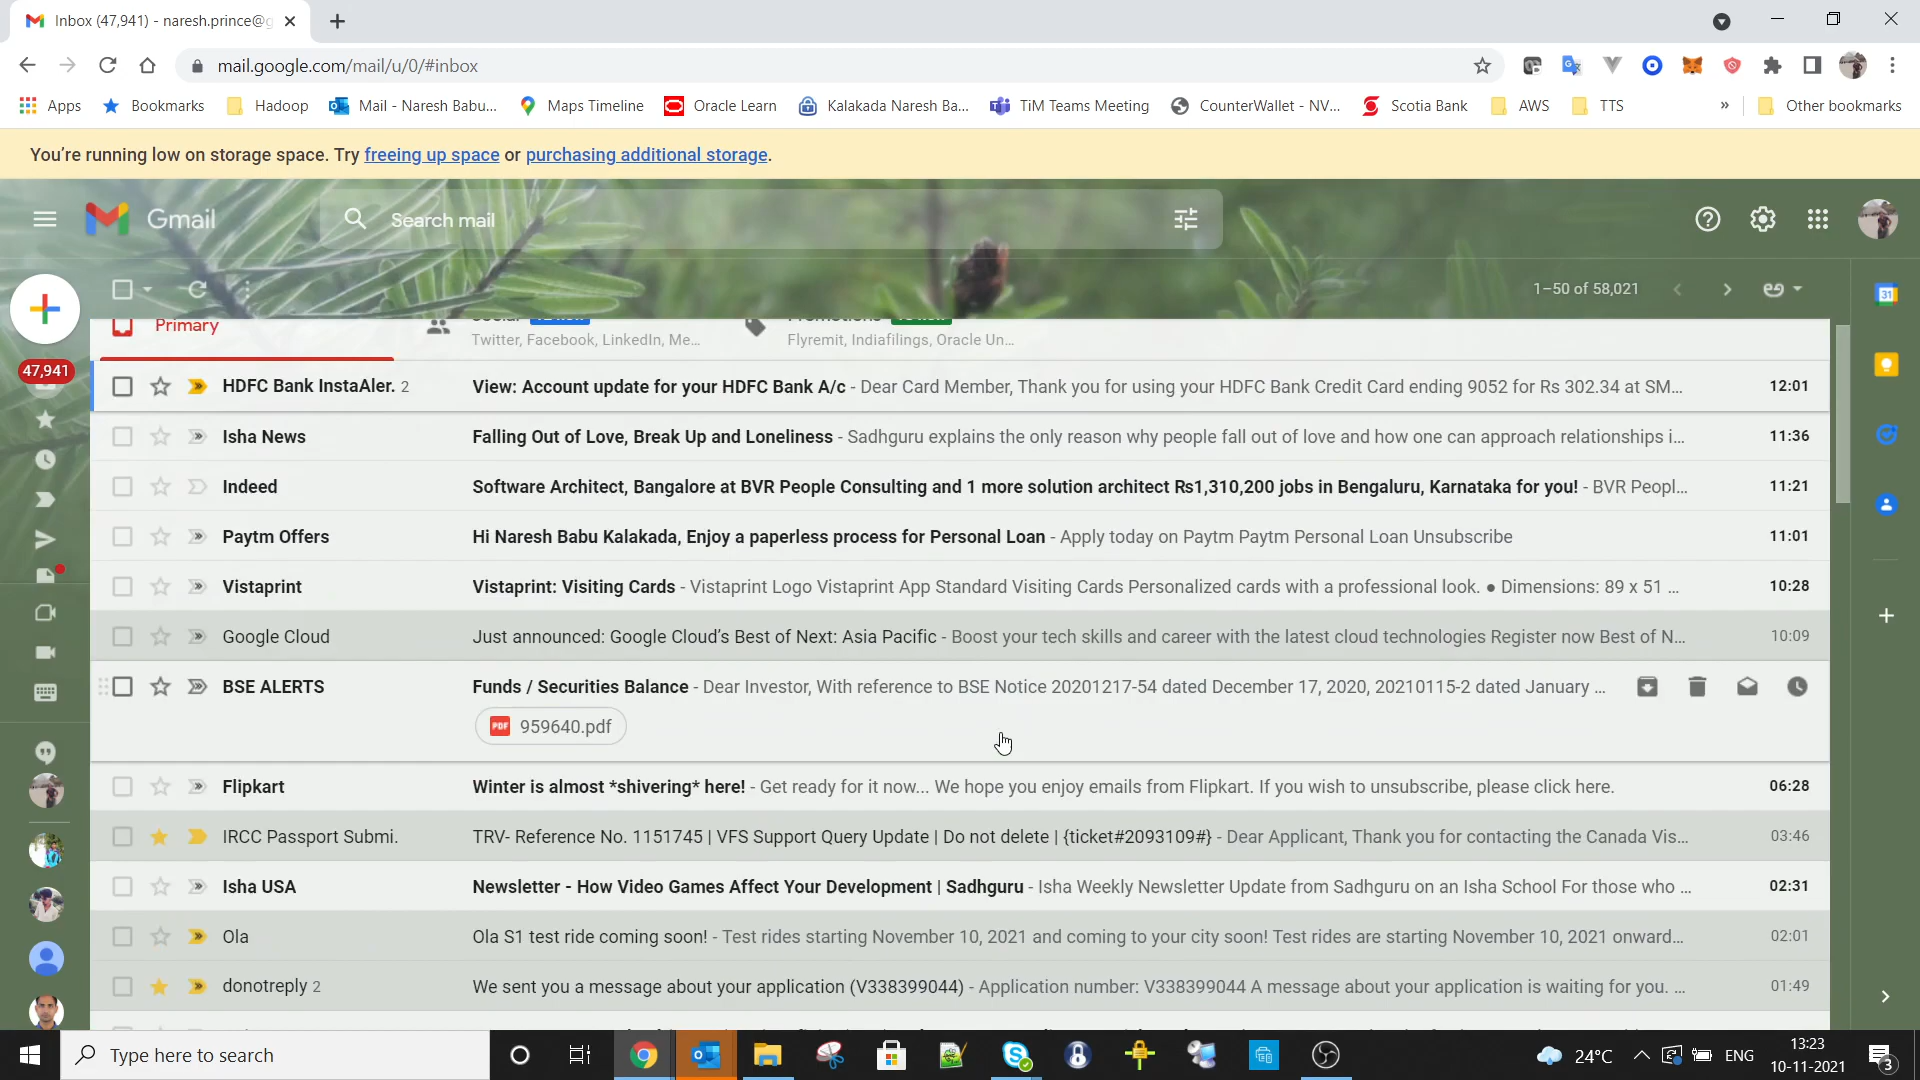 Inbox (47,941) - naresh.prince@g
mail.google.com/mail/u/0/#inbox
Apps Bookmarks Hadoop Mail - Naresh Babu... Maps Timeline Oracle Learn Kalakada Naresh Ba... TiM Teams Meeting CounterWallet - NV... Scotia Bank AWS TTS » Other bookmarks
You're running low on storage space. Try freeing up space or purchasing additional storage.
Gmail Search mail
1–50 of 58,021
Primary Promotions
Twitter, Facebook, LinkedIn, Me... Flyremit, Indiafilings, Oracle Un...
47,941
HDFC Bank InstaAler. 2 View: Account update for your HDFC Bank A/c - Dear Card Member, Thank you for using your HDFC Bank Credit Card ending 9052 for Rs 302.34 at SM... 12:01
Isha News Falling Out of Love, Break Up and Loneliness - Sadhguru explains the only reason why people fall out of love and how one can approach relationships i... 11:36
Indeed Software Architect, Bangalore at BVR People Consulting and 1 more solution architect Rs1,310,200 jobs in Bengaluru, Karnataka for you! - BVR Peopl... 11:21
Paytm Offers Hi Naresh Babu Kalakada, Enjoy a paperless process for Personal Loan - Apply today on Paytm Paytm Personal Loan Unsubscribe 11:01
Vistaprint Vistaprint: Visiting Cards - Vistaprint Logo Vistaprint App Standard Visiting Cards Personalized cards with a professional look. ● Dimensions: 89 x 51 ... 10:28
Google Cloud Just announced: Google Cloud's Best of Next: Asia Pacific - Boost your tech skills and career with the latest cloud technologies Register now Best of N... 10:09
BSE ALERTS Funds / Securities Balance - Dear Investor, With reference to BSE Notice 20201217-54 dated December 17, 2020, 20210115-2 dated January ...
PDF 959640.pdf
Flipkart Winter is almost *shivering* here! - Get ready for it now... We hope you enjoy emails from Flipkart. If you wish to unsubscribe, please click here. 06:28
IRCC Passport Submi. TRV- Reference No. 1151745 | VFS Support Query Update | Do not delete | {ticket#2093109#} - Dear Applicant, Thank you for contacting the Canada Vis... 03:46
Isha USA Newsletter - How Video Games Affect Your Development | Sadhguru - Isha Weekly Newsletter Update from Sadhguru on an Isha School For those who ... 02:31
Ola Ola S1 test ride coming soon! - Test rides starting November 10, 2021 and coming to your city soon! Test rides are starting November 10, 2021 onward... 02:01
donotreply 2 We sent you a message about your application (V338399044) - Application number: V338399044 A message about your application is waiting for you. ... 01:49
31
Type here to search 24°C ENG 13:23
10-11-2021 3